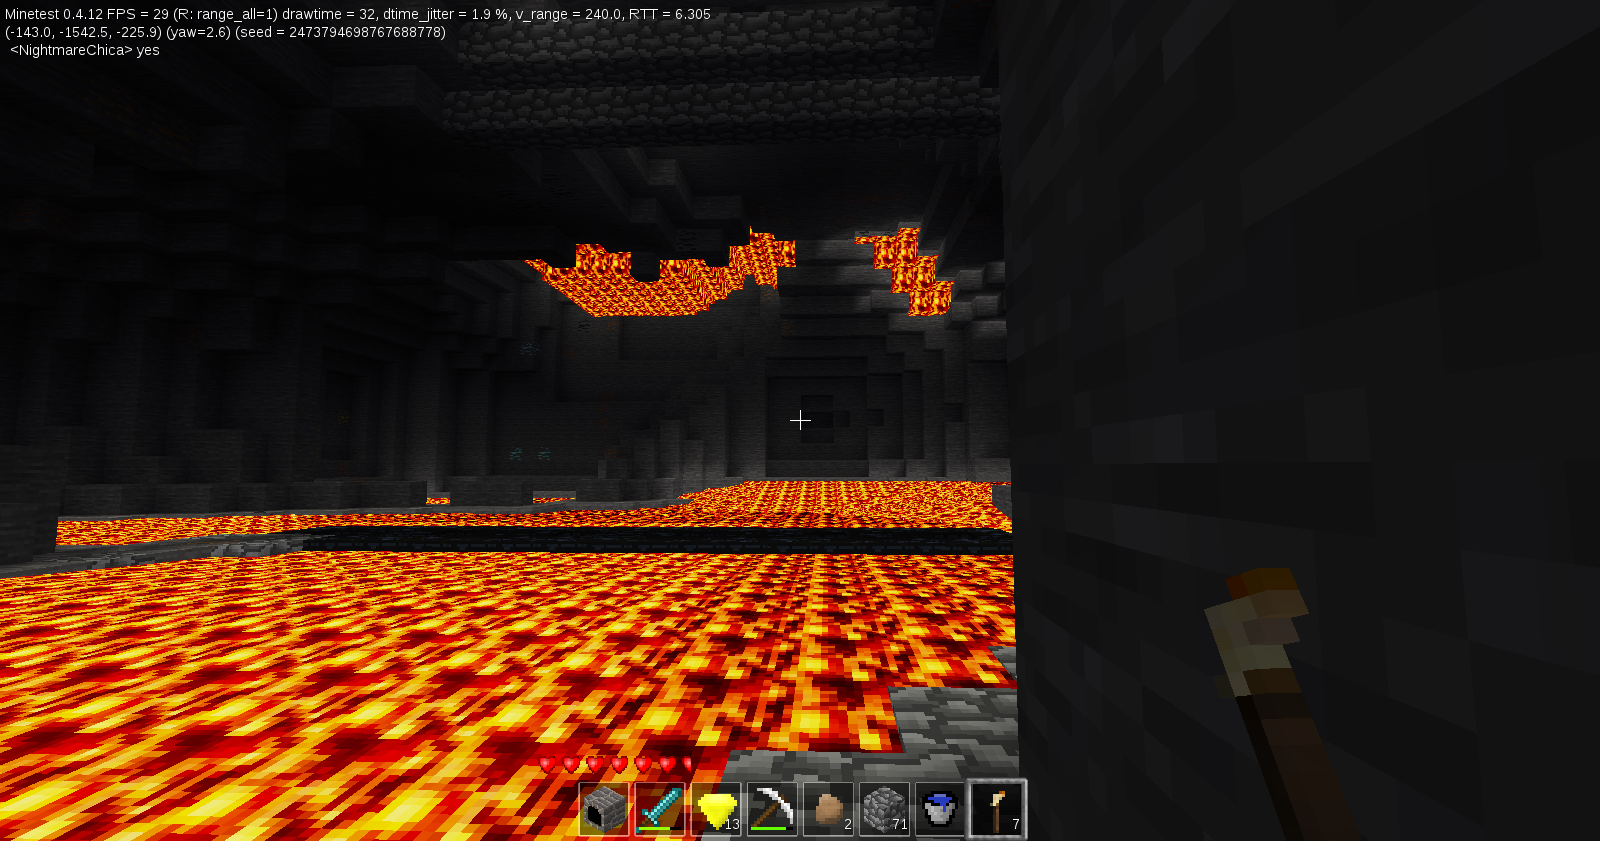 Minetest 0.4.12 FPS = 29 (R: range_all=1) drawtime = 32, dtime_jitter = 1.9 %, v_range = 240.0, RTT = 6.305
(-143.0, -1542.5, -225.9) (yaw=2.6) (seed = 2473794698767688778)
<NightmareChica> yes
13 2 71 7